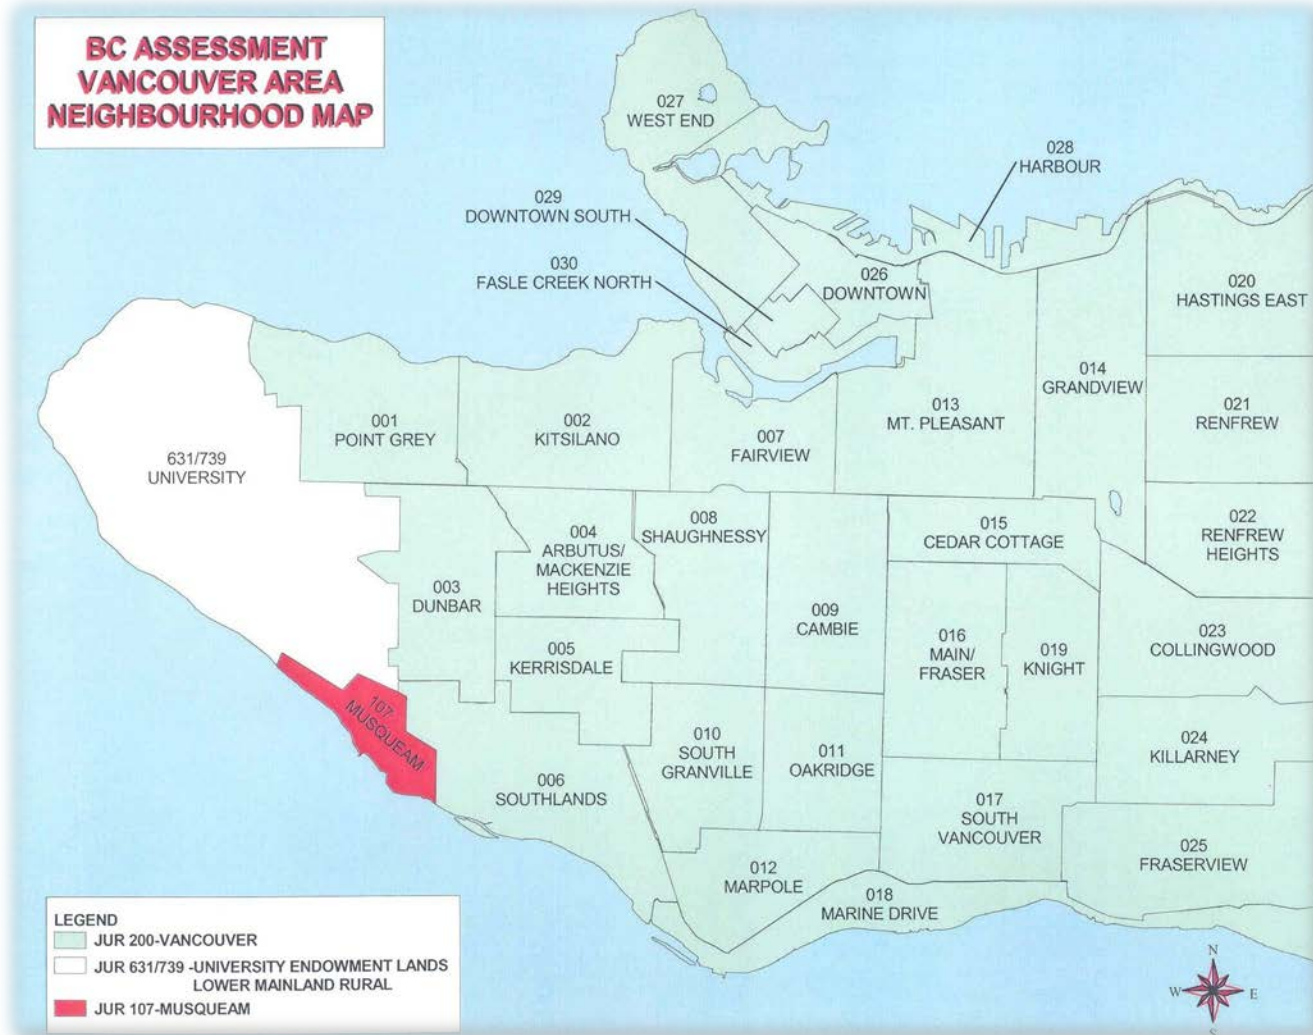 BC ASSESSMENT
VANCOUVER AREA
NEIGHBOURHOOD MAP
027
WEST END
028
HARBOUR
029
DOWNTOWN SOUTH
030
FASLE CREEK NORTH
026
DOWNTOWN
020
HASTINGS EAST
014
GRANDVIEW
013
MT. PLEASANT
021
RENFREW
001
POINT GREY
002
KITSILANO
007
FAIRVIEW
631/739
UNIVERSITY
008
SHAUGHNESSY
015
CEDAR COTTAGE
022
RENFREW
HEIGHTS
004
ARBUTUS/
MACKENZIE
HEIGHTS
003
DUNBAR
009
CAMBIE
016
MAIN/
FRASER
019
KNIGHT
023
COLLINGWOOD
005
KERRISDALE
107
MUSQUEAM
010
SOUTH
GRANVILLE
011
OAKRIDGE
024
KILLARNEY
006
SOUTHLANDS
017
SOUTH
VANCOUVER
025
FRASERVIEW
012
MARPOLE
018
MARINE DRIVE
LEGEND
JUR 200-VANCOUVER
JUR 631/739 -UNIVERSITY ENDOWMENT LANDS
LOWER MAINLAND RURAL
JUR 107-MUSQUEAM
N
W
E
S